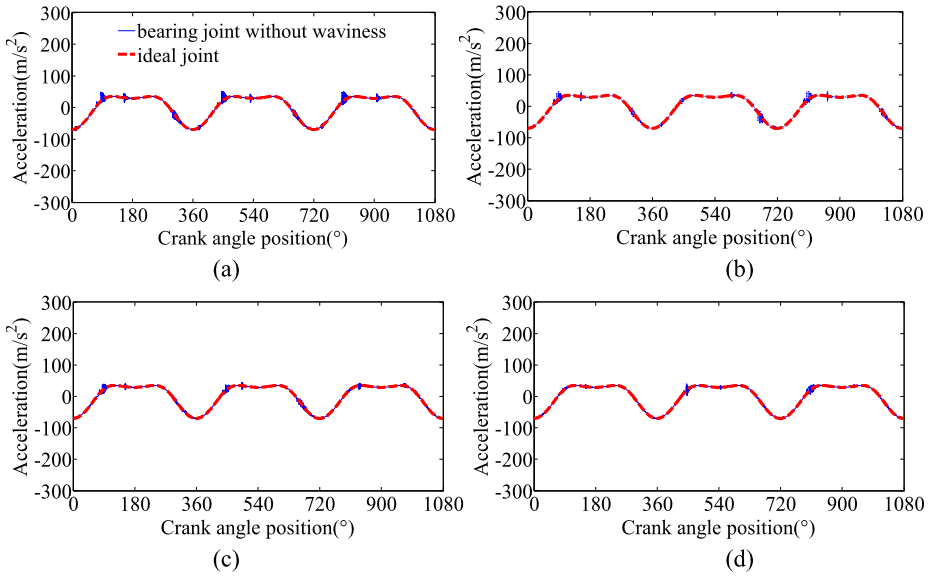 300
200
100
0
-100
-200
-300
Acceleration(m/s²)
bearing joint without waviness
ideal joint
0 180 360 540 720 900 1080
Crank angle position(°)
(a)
300
200
100
0
-100
-200
-300
Acceleration(m/s²)
0 180 360 540 720 900 1080
Crank angle position(°)
(b)
300
200
100
0
-100
-200
-300
Acceleration(m/s²)
0 180 360 540 720 900 1080
Crank angle position(°)
(c)
300
200
100
0
-100
-200
-300
Acceleration(m/s²)
0 180 360 540 720 900 1080
Crank angle position(°)
(d)